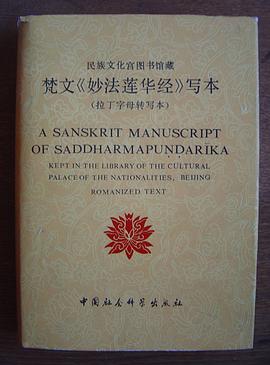 民族文化宫图书馆藏
梵文《妙法莲华经》写本
(拉丁字母转写本)
A SANSKRIT MANUSCRIPT
OF SADDHARMAPUṆḌARĪKA
KEPT IN THE LIBRARY OF THE CULTURAL
PALACE OF THE NATIONALITIES, BEIJING
ROMANIZED TEXT
中国社会科学出版社